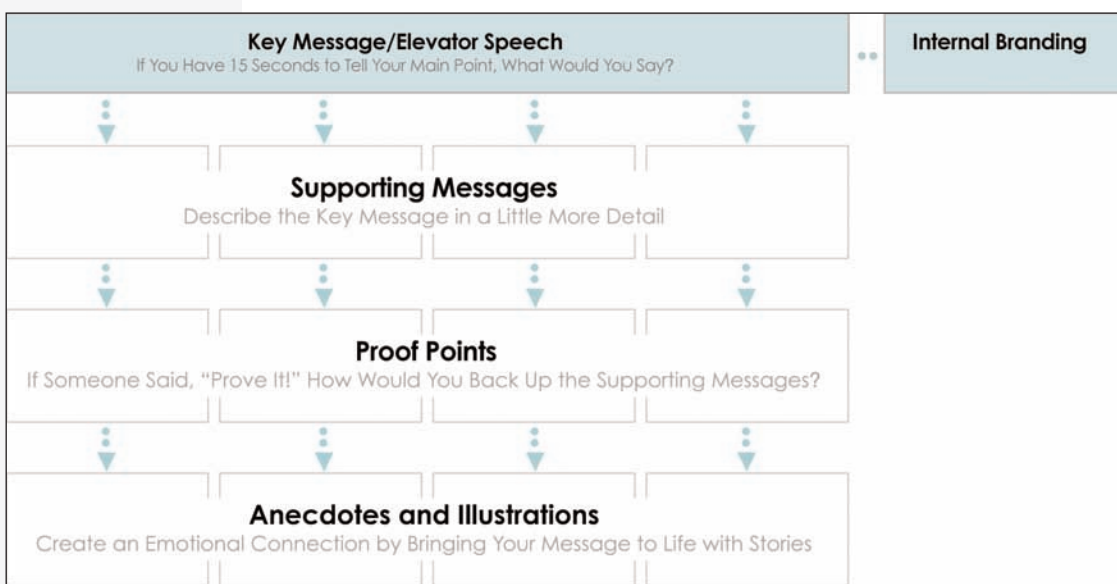 Key Message/Elevator Speech
If You Have 15 Seconds to Tell Your Main Point, What Would You Say?
Internal Branding
Supporting Messages
Describe the Key Message in a Little More Detail
Proof Points
If Someone Said, “Prove It!” How Would You Back Up the Supporting Messages?
Anecdotes and Illustrations
Create an Emotional Connection by Bringing Your Message to Life with Stories